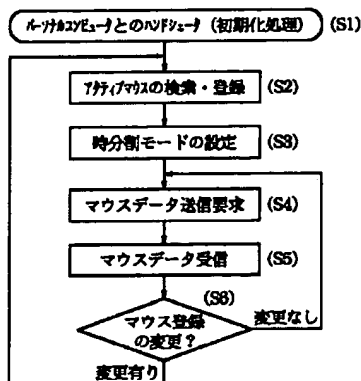 パーソナルコンピュータとのハンドシェータ (初期化処理) (S1)
アクティブマウスの検索・登録 (S2)
時分割モードの設定 (S3)
マウスデータ送信要求 (S4)
マウスデータ受信 (S5)
(S6)
マウス登録
の変更?
変更なし
変更有り